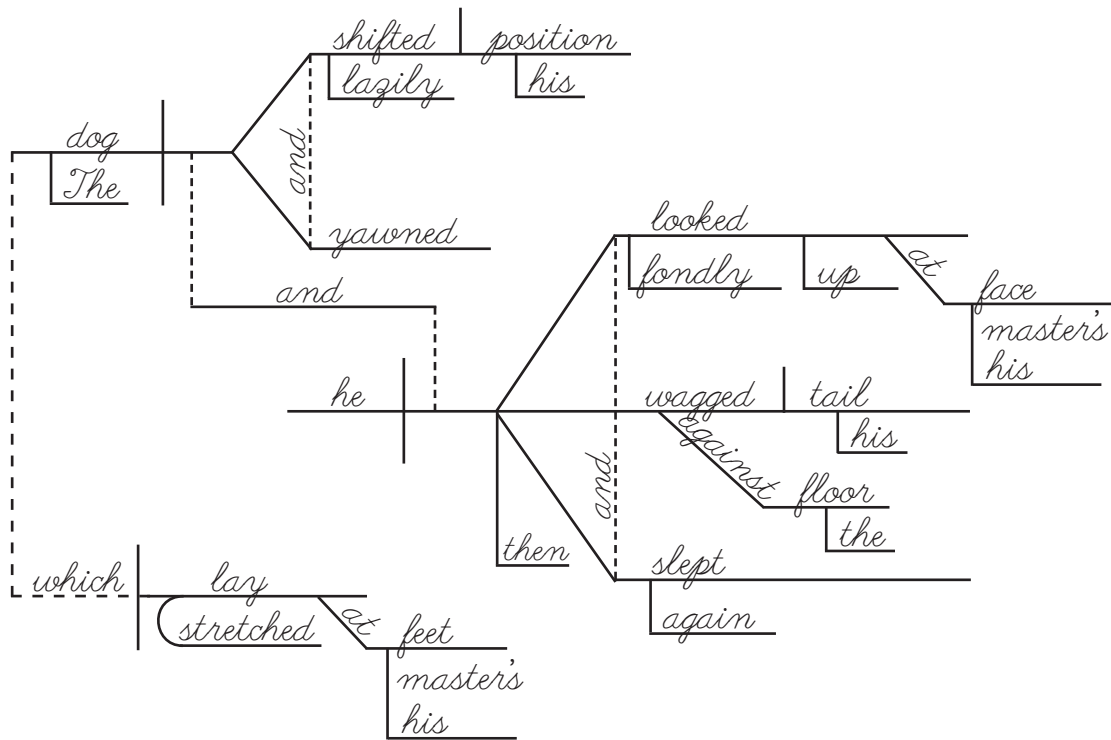 shifted position
lazily his
dog
The
and
yawned
looked
fondly up at
face
and
master's
his
he wagged tail
his
against
floor
the
and
then
slept
again
which lay
stretched at feet
master's
his